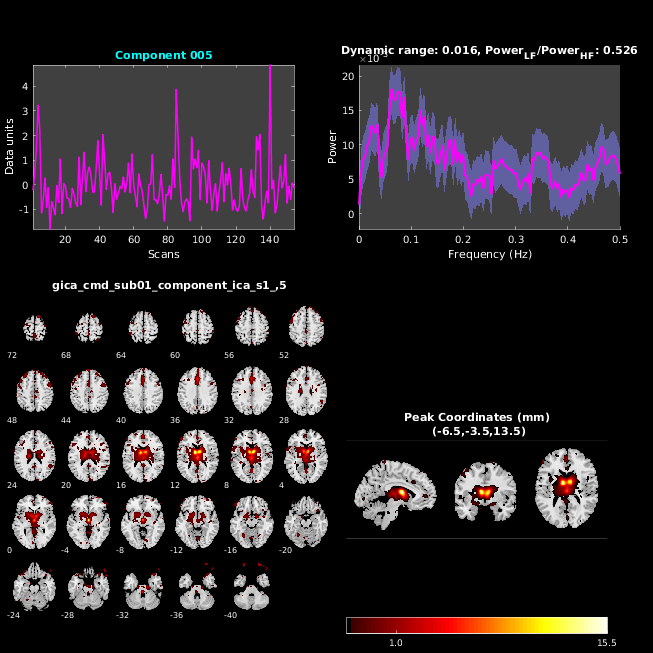 Component 005
Data units
4
3
2
1
0
-1
20 40 60 80 100 120 140
Scans
Dynamic range: 0.016, PowerLF/PowerHF: 0.526
Power
20
15
10
5
0
0 0.1 0.2 0.3 0.4 0.5
Frequency (Hz)
gica_cmd_sub01_component_ica_s1_,5
72 68 64 60 56 52
48 44 40 36 32 28
24 20 16 12 8 4
0 -4 -8 -12 -16 -20
-24 -28 -32 -36 -40
Peak Coordinates (mm)
(-6.5,-3.5,13.5)
1.0 15.5